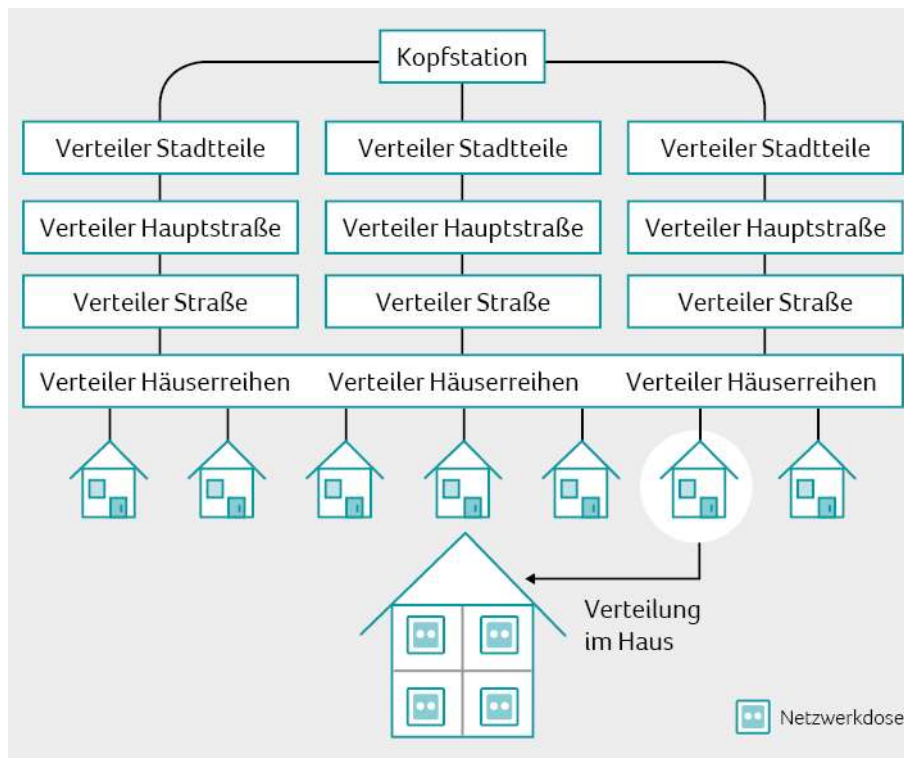 Kopfstation
Verteiler Stadtteile Verteiler Stadtteile Verteiler Stadtteile
Verteiler Hauptstraße Verteiler Hauptstraße Verteiler Hauptstraße
Verteiler Straße Verteiler Straße Verteiler Straße
Verteiler Häuserreihen Verteiler Häuserreihen Verteiler Häuserreihen
Verteilung
im Haus
Netzwerkdose